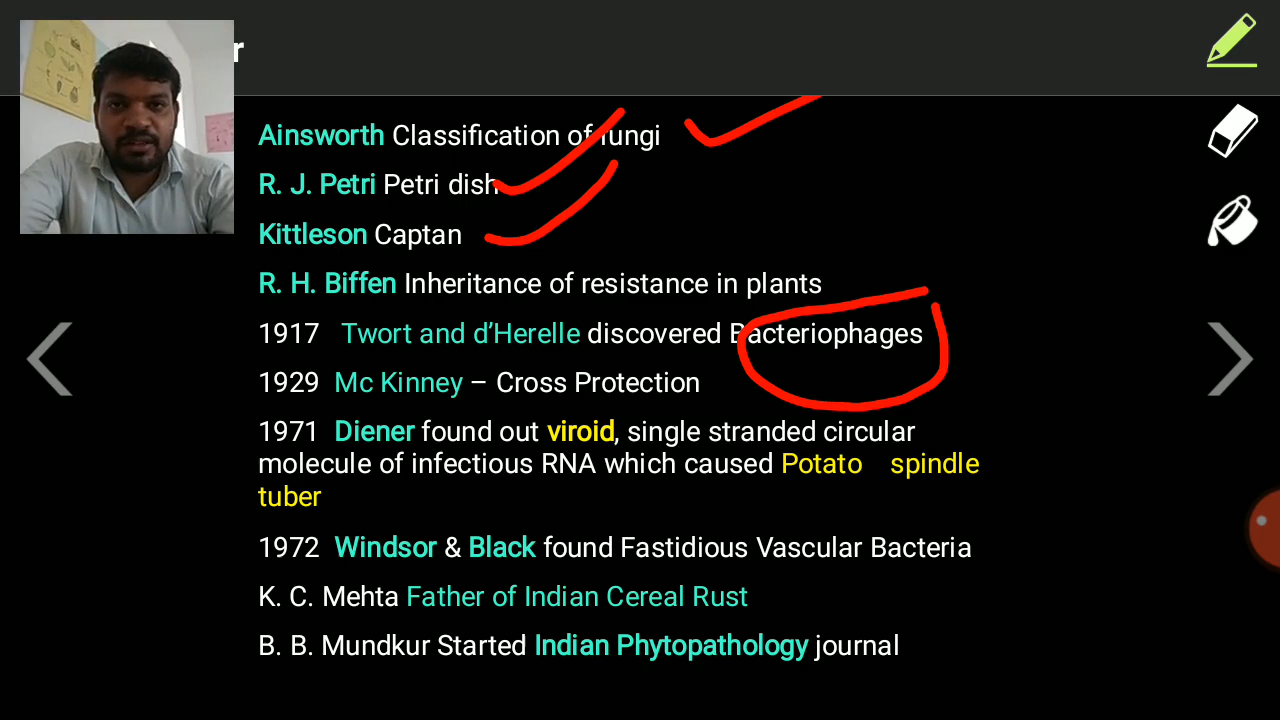 r
Ainsworth Classification of fungi
R. J. Petri Petri dish
Kittleson Captan
R. H. Biffen Inheritance of resistance in plants
1917 Twort and d'Herelle discovered Bacteriophages
1929 Mc Kinney – Cross Protection
1971 Diener found out viroid, single stranded circular
molecule of infectious RNA which caused Potato spindle
tuber
1972 Windsor & Black found Fastidious Vascular Bacteria
K. C. Mehta Father of Indian Cereal Rust
B. B. Mundkur Started Indian Phytopathology journal